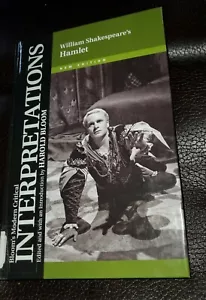 Bloom's Modern Critical
INTERPRETATIONS
Edited and with an Introduction by HAROLD BLOOM
William Shakespeare's
Hamlet
NEW EDITION